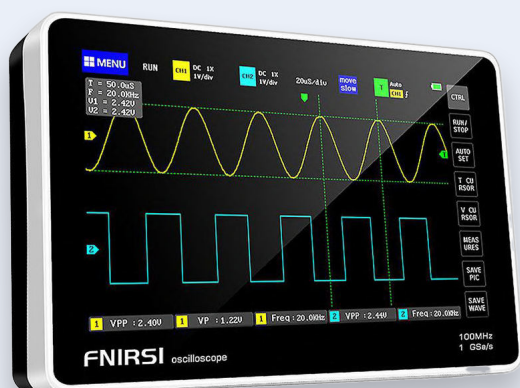 MENU
RUN
CH1
DC 1X
1V/div
CH2
DC 1X
1V/div
20uS/div
move
slow
T
Auto
CH1
CTRL
T = 50.0uS
F = 20.0KHz
V1 = 2.42V
V2 = 2.42V
RUN/
STOP
AUTO
SET
T CU
RSOR
V CU
RSOR
MEAS
URES
SAVE
PIC
SAVE
WAVE
1
T
2
1 VPP :2.40V
1 VP :1.22V
1 Freq :20.0KHz
2 VPP :2.44V
2 Freq :20.0KHz
FNIRSI oscilloscope
100MHz
1 GSa/s